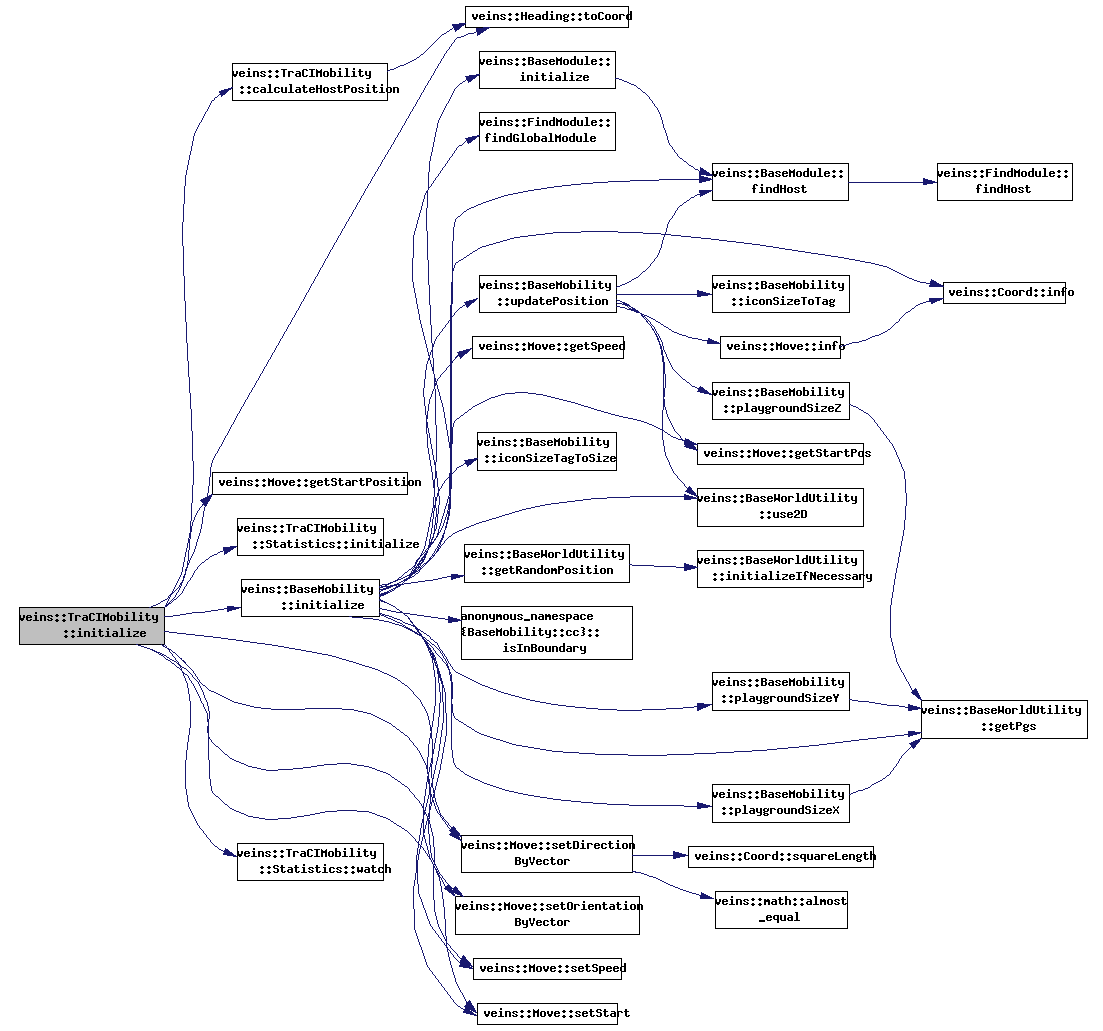 veins::Heading::toCoord
veins::BaseModule::
initialize
veins::TraCIMobility
::calculateHostPosition
veins::FindModule::
findGlobalModule
veins::BaseModule::
findHost
veins::FindModule::
findHost
veins::BaseMobility
::updatePosition
veins::BaseMobility
::iconSizeToTag
veins::Coord::info
veins::Move::getSpeed
veins::Move::info
veins::BaseMobility
::playgroundSizeZ
veins::BaseMobility
::iconSizeTagToSize
veins::Move::getStartPos
veins::Move::getStartPosition
veins::BaseWorldUtility
::use2D
veins::TraCIMobility
::Statistics::initialize
veins::BaseWorldUtility
::getRandomPosition
veins::BaseWorldUtility
::initializeIfNecessary
veins::BaseMobility
::initialize
veins::TraCIMobility
::initialize
anonymous_namespace
{BaseMobility::cc}::
isInBoundary
veins::BaseMobility
::playgroundSizeY
veins::BaseWorldUtility
::getPgs
veins::BaseMobility
::playgroundSizeX
veins::Move::setDirection
ByVector
veins::Coord::squareLength
veins::TraCIMobility
::Statistics::watch
veins::math::almost
_equal
veins::Move::setOrientation
ByVector
veins::Move::setSpeed
veins::Move::setStart